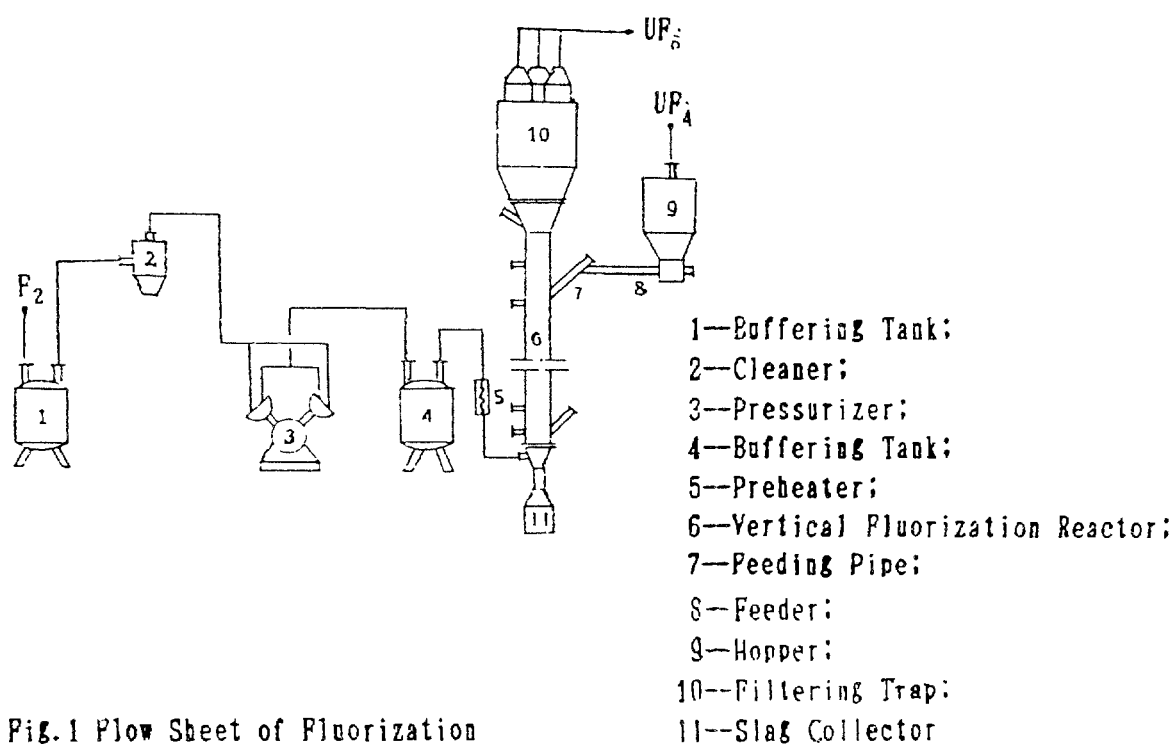 UF6
UF4
10
9
2
F2
7
8
6
1
3
4
5
11
1--Buffering Tank;
2--Cleaner;
3--Pressurizer;
4--Buffering Tank;
5--Preheater;
6--Vertical Fluorization Reactor;
7--Feeding Pipe;
8--Feeder;
9--Hopper;
10--Filtering Trap;
11--Slag Collector
Fig.1 Flow Sheet of Fluorization